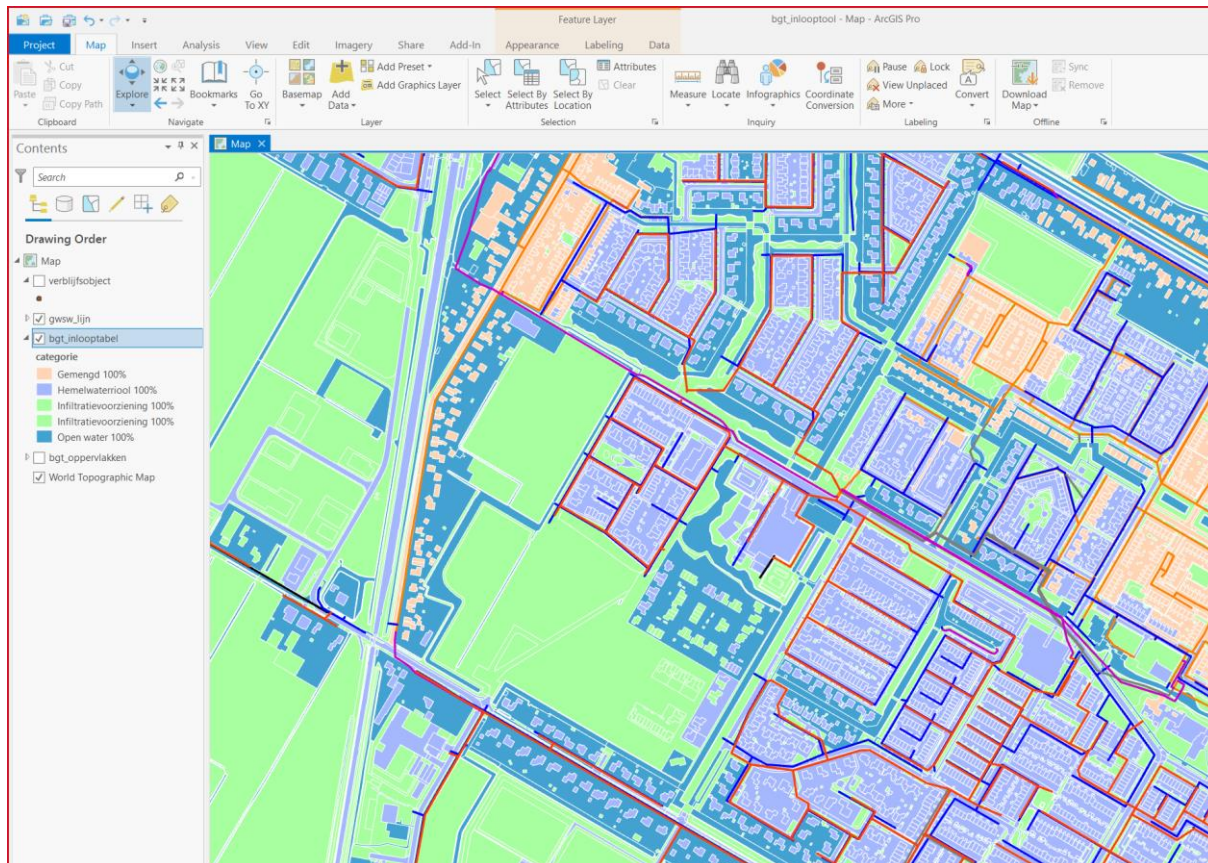 Feature Layer
bgt_inlooptool - Map - ArcGIS Pro
Project Map Insert Analysis View Edit Imagery Share Add-In Appearance Labeling Data
Paste
Cut
Copy
Copy Path
Clipboard
Explore
Bookmarks
Go To XY
Navigate
Basemap
Add Data
Add Preset
Add Graphics Layer
Layer
Select
Select By Attributes
Select By Location
Attributes
Clear
Selection
Measure
Locate
Infographics
Coordinate Conversion
Inquiry
Pause
Lock
View Unplaced
More
Convert
Labeling
Download Map
Sync
Remove
Offline
Contents
Search
Drawing Order
Map
verblijfsobject
gwsw_lijn
bgt_inlooptabel
categorie
Gemengd 100%
Hemelwaterriool 100%
Infiltratievoorziening 100%
Infiltratievoorziening 100%
Open water 100%
bgt_oppervlakken
World Topographic Map
Map